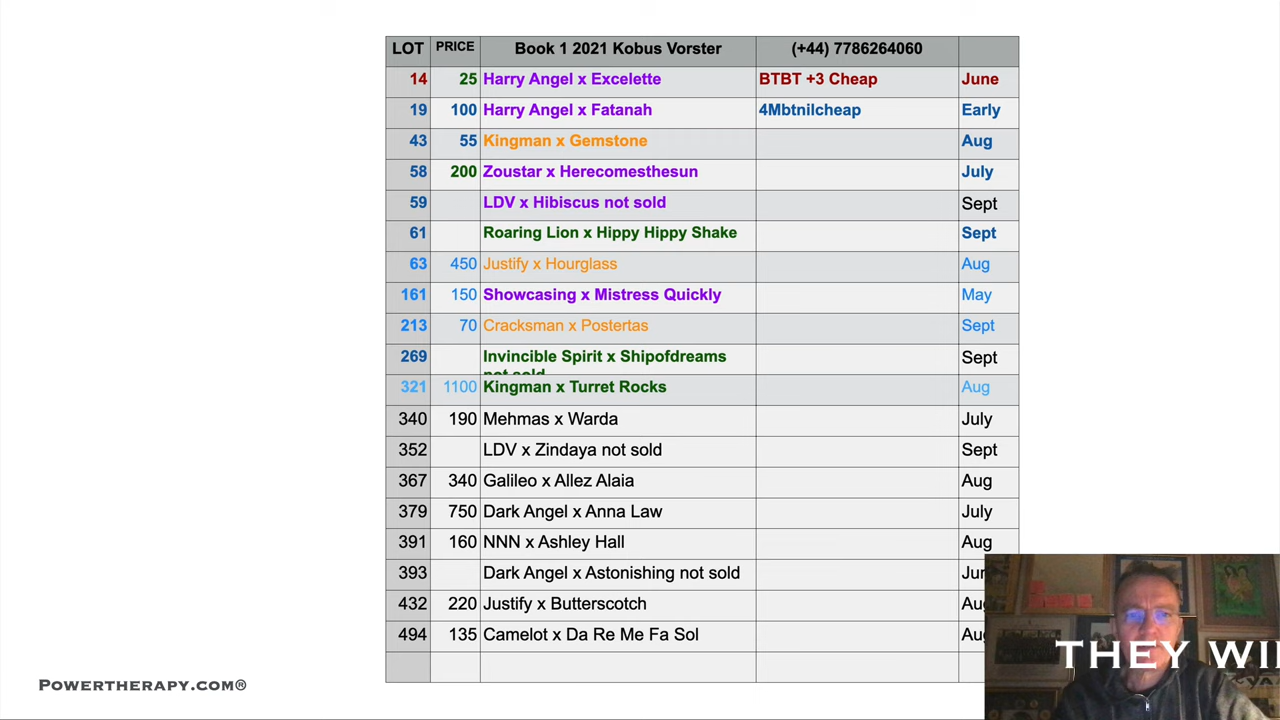 LOT PRICE Book 1 2021 Kobus Vorster (+44) 7786264060
14 25 Harry Angel x Excelette BTBT +3 Cheap June
19 100 Harry Angel x Fatanah 4Mbtnilcheap Early
43 55 Kingman x Gemstone Aug
58 200 Zoustar x Herecomesthesun July
59 LDV x Hibiscus not sold Sept
61 Roaring Lion x Hippy Hippy Shake Sept
63 450 Justify x Hourglass Aug
161 150 Showcasing x Mistress Quickly May
213 70 Cracksman x Postertas Sept
269 Invincible Spirit x Shipofdreams Sept
not sold
321 1100 Kingman x Turret Rocks Aug
340 190 Mehmas x Warda July
352 LDV x Zindaya not sold Sept
367 340 Galileo x Allez Alaia Aug
379 750 Dark Angel x Anna Law July
391 160 NNN x Ashley Hall Aug
393 Dark Angel x Astonishing not sold
432 220 Justify x Butterscotch
494 135 Camelot x Da Re Me Fa Sol
THEY WI
POWERTHERAPY.COM®